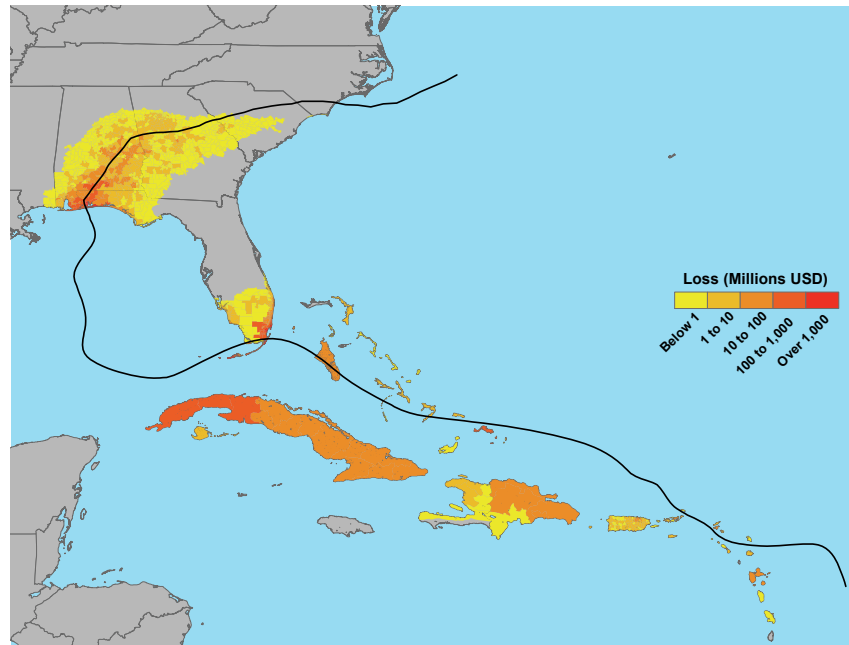 Loss (Millions USD)
Below 1
1 to 10
10 to 100
100 to 1,000
Over 1,000